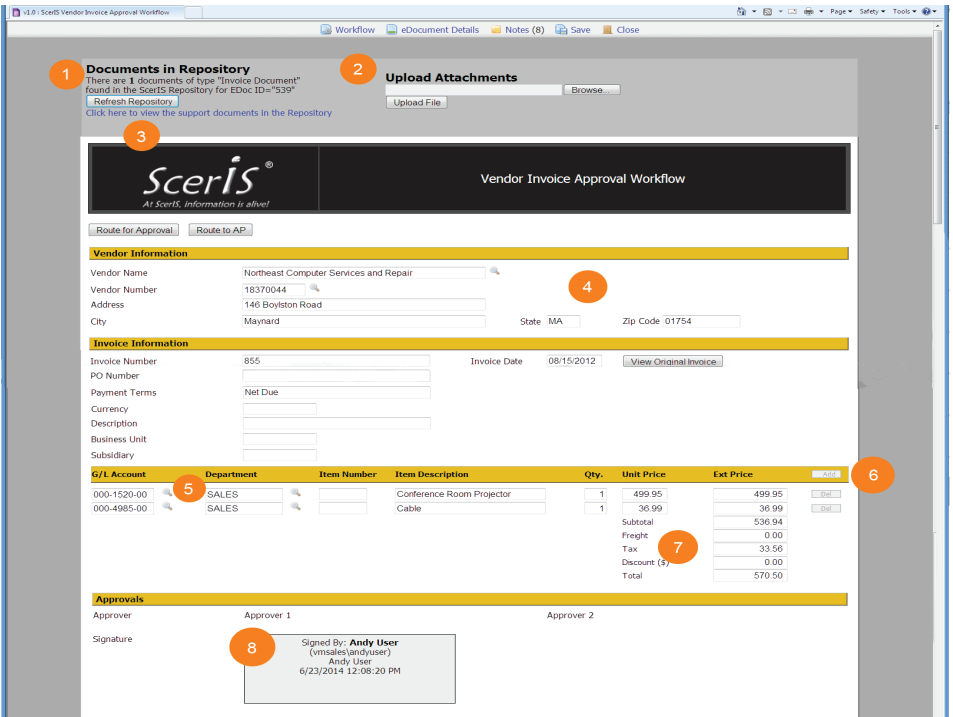 v1.0 : ScerIS Vendor Invoice Approval Workflow
Page Safety Tools
Workflow eDocument Details Notes (8) Save Close
1
Documents in Repository
There are 1 documents of type "Invoice Document"
found in the ScerIS Repository for EDoc ID="539"
Refresh Repository
Click here to view the support documents in the Repository
2
Upload Attachments
Browse...
Upload File
3
ScerIS®
At ScerIS, information is alive!
Vendor Invoice Approval Workflow
Route for Approval Route to AP
Vendor Information
Vendor Name Northeast Computer Services and Repair
Vendor Number 18370044
4
Address 146 Boylston Road
City Maynard State MA Zip Code 01754
Invoice Information
Invoice Number 855 Invoice Date 08/15/2012 View Original Invoice
PO Number
Payment Terms Net Due
Currency
Description
Business Unit
Subsidiary
G/L Account Department Item Number Item Description Qty. Unit Price Ext Price Add
6
5
000-1520-00 SALES Conference Room Projector 1 499.95 499.95 Del
000-4985-00 SALES Cable 1 36.99 36.99 Del
Subtotal 536.94
Freight 0.00
7
Tax 33.56
Discount ($) 0.00
Total 570.50
Approvals
Approver Approver 1 Approver 2
Signature
8
Signed By: Andy User
(vmsales\andyuser)
Andy User
6/23/2014 12:08:20 PM